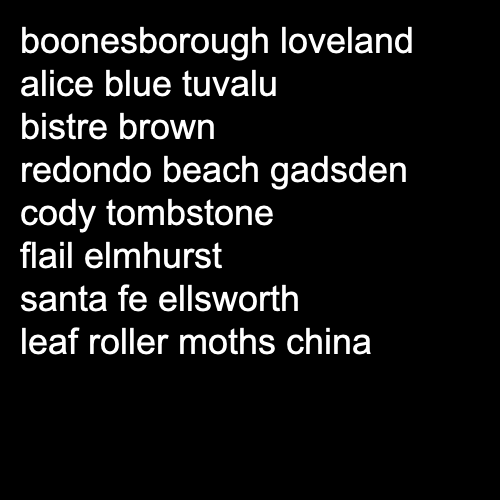 boonesborough loveland
alice blue tuvalu
bistre brown
redondo beach gadsden
cody tombstone
flail elmhurst
santa fe ellsworth
leaf roller moths china